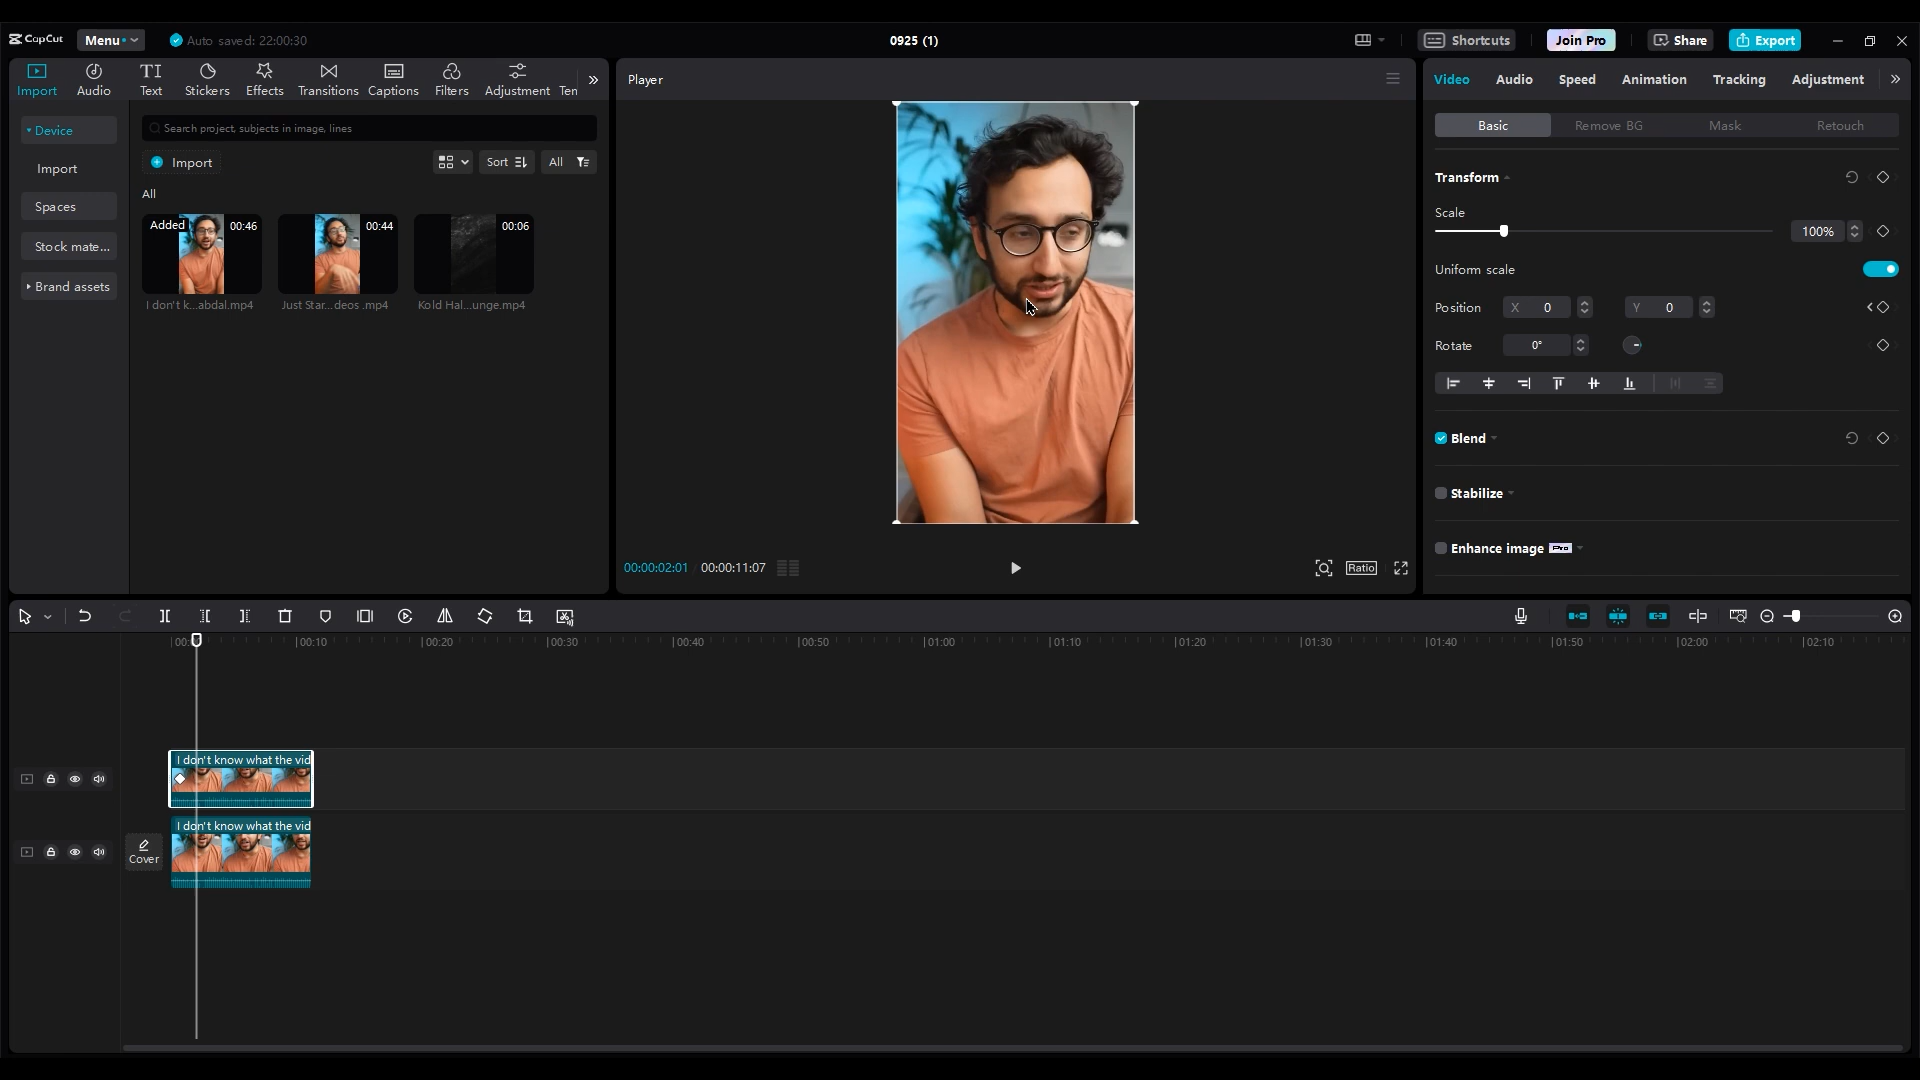 CapCut
Menu
Auto saved: 22:00:30
0925 (1)
Shortcuts
Join Pro
Share
Export
Import
Audio
Text
Stickers
Effects
Transitions
Captions
Filters
Adjustment
Ten
Device
Import
Spaces
Stock mate...
Brand assets
Search project, subjects in image, lines
Import
Sort
All
All
Added
00:46
00:44
00:06
I don't k...abdal.mp4
Just Star...deos .mp4
Kold Hal...unge.mp4
Player
00:00:02:01
00:00:11:07
Ratio
Video
Audio
Speed
Animation
Tracking
Adjustment
Basic
Remove BG
Mask
Retouch
Transform
Scale
100%
Uniform scale
Position
X 0
Y 0
Rotate
0°
Blend
Stabilize
Enhance image Pro
00:10
00:20
00:30
00:40
00:50
01:00
01:10
01:20
01:30
01:40
01:50
02:00
02:10
I don't know what the vid
I don't know what the vid
Cover